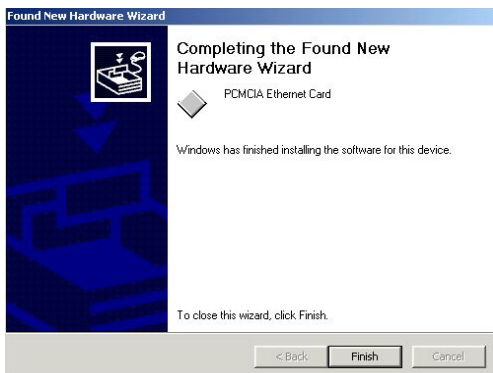 Found New Hardware Wizard
Completing the Found New
Hardware Wizard
PCMCIA Ethernet Card
Windows has finished installing the software for this device.
To close this wizard, click Finish.
< Back
Finish
Cancel